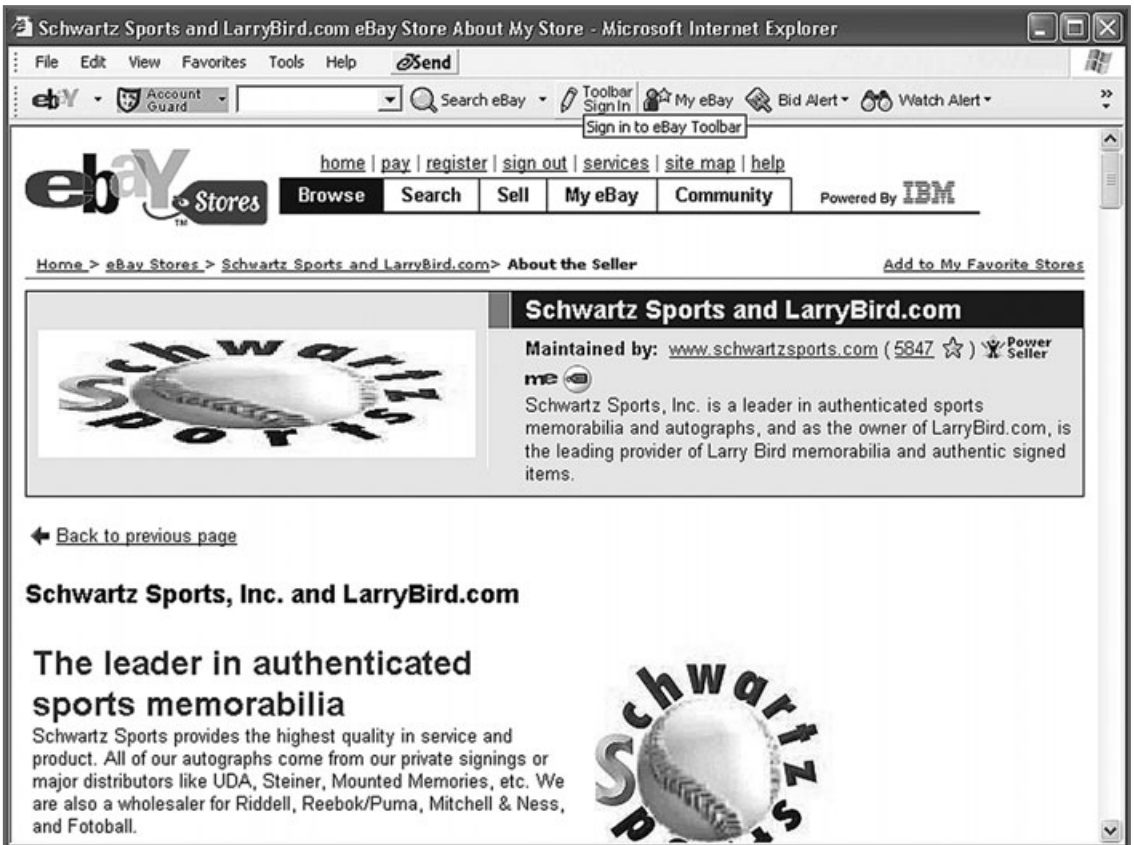 Schwartz Sports and LarryBird.com eBay Store About My Store - Microsoft Internet Explorer
File Edit View Favorites Tools Help Send
ebY Account Guard Search eBay Toolbar Sign In My eBay Bid Alert Watch Alert »
Sign in to eBay Toolbar
ebaY Stores TM
home | pay | register | sign out | services | site map | help
Browse Search Sell My eBay Community Powered By IBM
Home > eBay Stores > Schwartz Sports and LarryBird.com> About the Seller Add to My Favorite Stores
Schwartz Sports
Schwartz Sports and LarryBird.com
Maintained by: www.schwartzsports.com ( 5847 ) Power Seller
me
Schwartz Sports, Inc. is a leader in authenticated sports
memorabilia and autographs, and as the owner of LarryBird.com, is
the leading provider of Larry Bird memorabilia and authentic signed
items.
Back to previous page
Schwartz Sports, Inc. and LarryBird.com
The leader in authenticated
sports memorabilia
Schwartz Sports provides the highest quality in service and
product. All of our autographs come from our private signings or
major distributors like UDA, Steiner, Mounted Memories, etc. We
are also a wholesaler for Riddell, Reebok/Puma, Mitchell & Ness,
and Fotoball.
Schwartz Sports